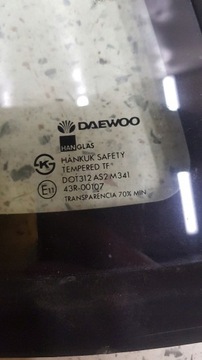 DAEWOO
HANGLAS
HANKUK SAFETY
TEMPERED TF
DOT312 AS2 M341
E11 43R-00107
TRANSPARENCIA 70% MIN